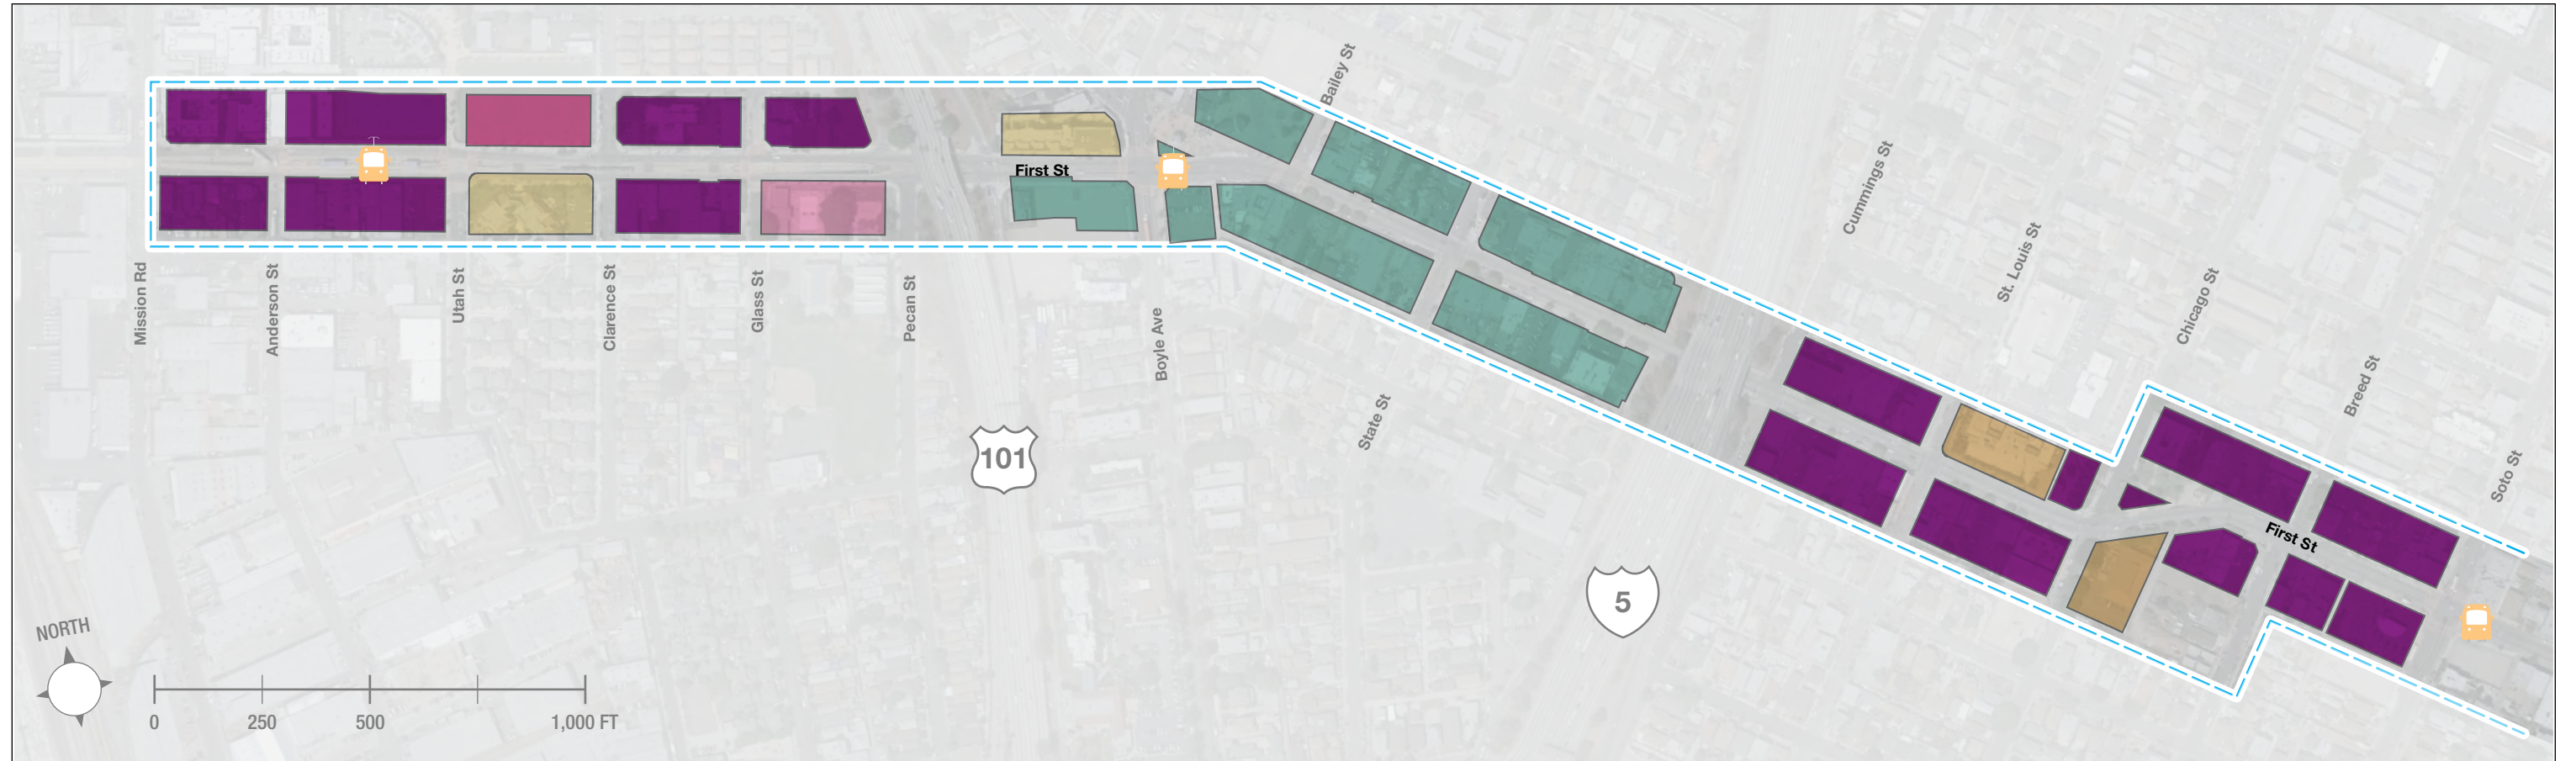 Bailey St
Cummings St
First St
St. Louis St
Chicago St
Mission Rd
Anderson St
Utah St
Clarence St
Glass St
Pecan St
Boyle Ave
State St
Breed St
Soto St
101
First St
5
NORTH
0 250 500 1,000 FT